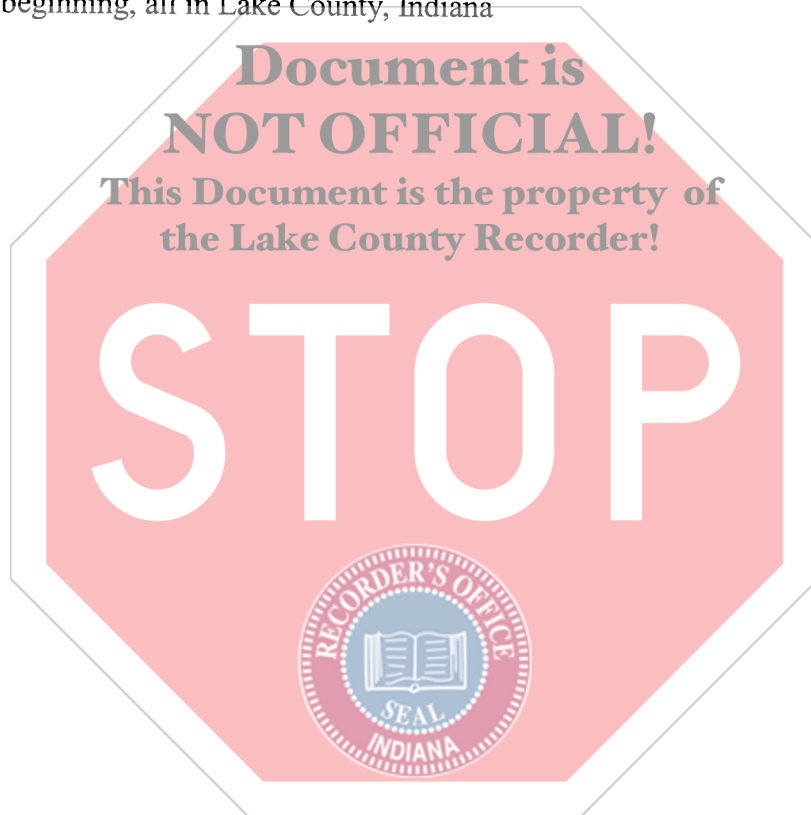 beginning, all in Lake County, Indiana
Document is
NOT OFFICIAL!
This Document is the property of
the Lake County Recorder!
STOP
RECORDER'S OFFICE
SEAL
INDIANA